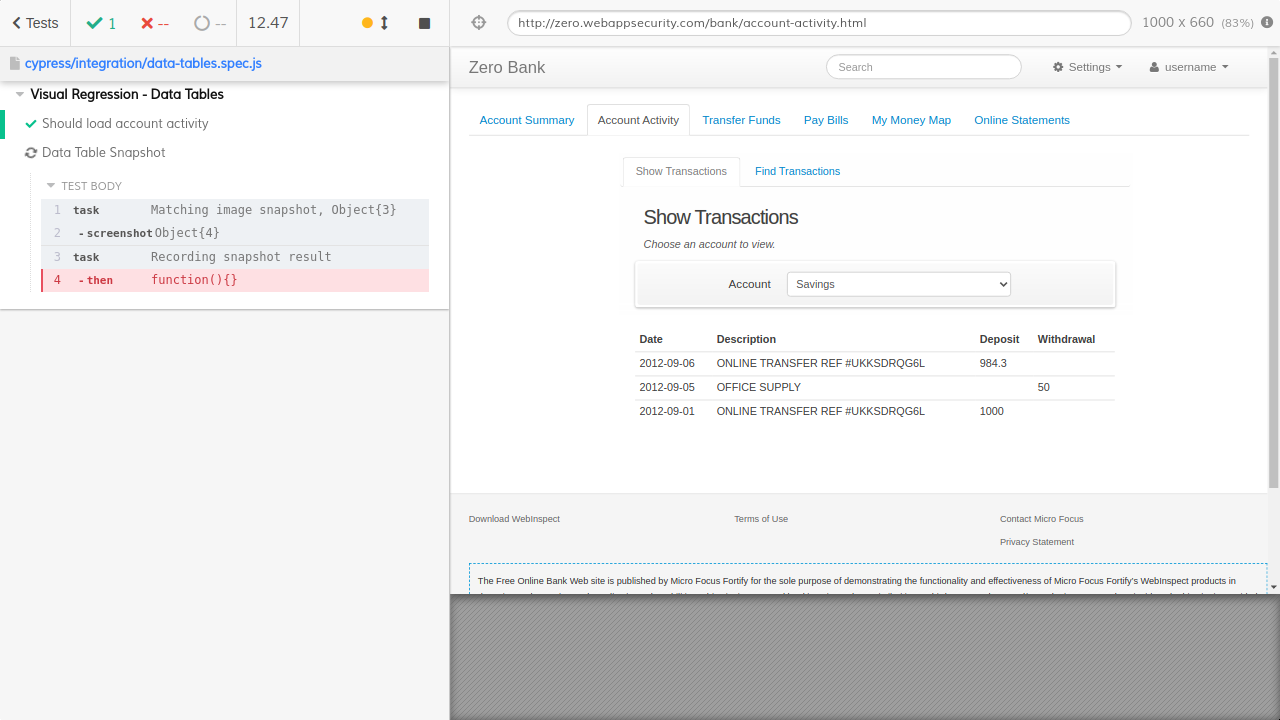 Tests
1
--
--
12.47
http://zero.webappsecurity.com/bank/account-activity.html
1000 x 660 (83%)
cypress/integration/data-tables.spec.js
Visual Regression - Data Tables
Should load account activity
Data Table Snapshot
TEST BODY
1 task Matching image snapshot, Object{3}
2 -screenshot Object{4}
3 task Recording snapshot result
4 -then function(){}
Zero Bank
Search
Settings
username
Account Summary
Account Activity
Transfer Funds
Pay Bills
My Money Map
Online Statements
Show Transactions
Find Transactions
Show Transactions
Choose an account to view.
Account
Savings
Date Description Deposit Withdrawal
2012-09-06 ONLINE TRANSFER REF #UKKSDRQG6L 984.3
2012-09-05 OFFICE SUPPLY 50
2012-09-01 ONLINE TRANSFER REF #UKKSDRQG6L 1000
Download WebInspect
Terms of Use
Contact Micro Focus
Privacy Statement
The Free Online Bank Web site is published by Micro Focus Fortify for the sole purpose of demonstrating the functionality and effectiveness of Micro Focus Fortify's WebInspect products in